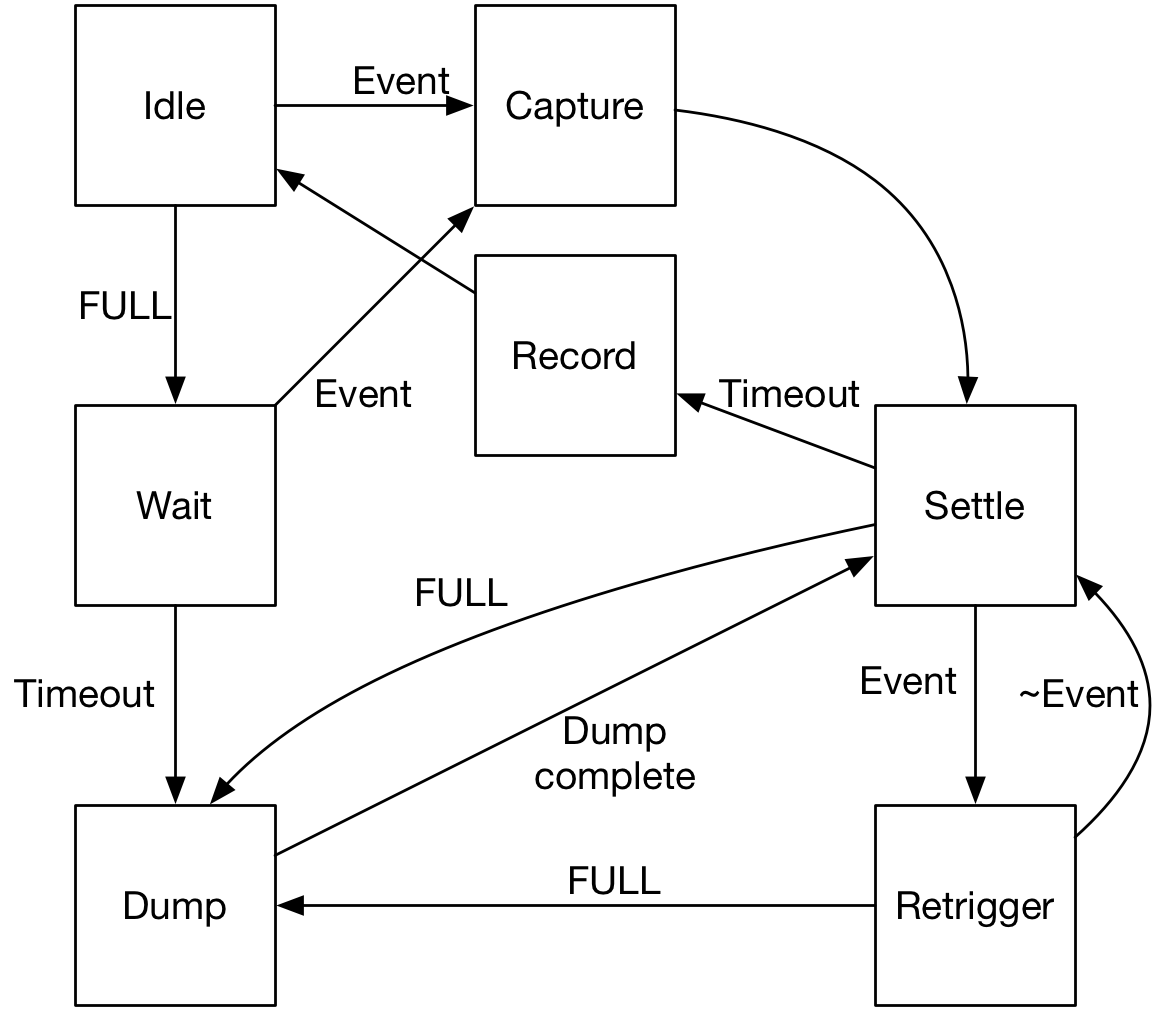 Idle
Event
Capture
FULL
Record
Event
Timeout
Wait
Settle
FULL
Timeout
Event
~Event
Dump
complete
FULL
Dump
Retrigger